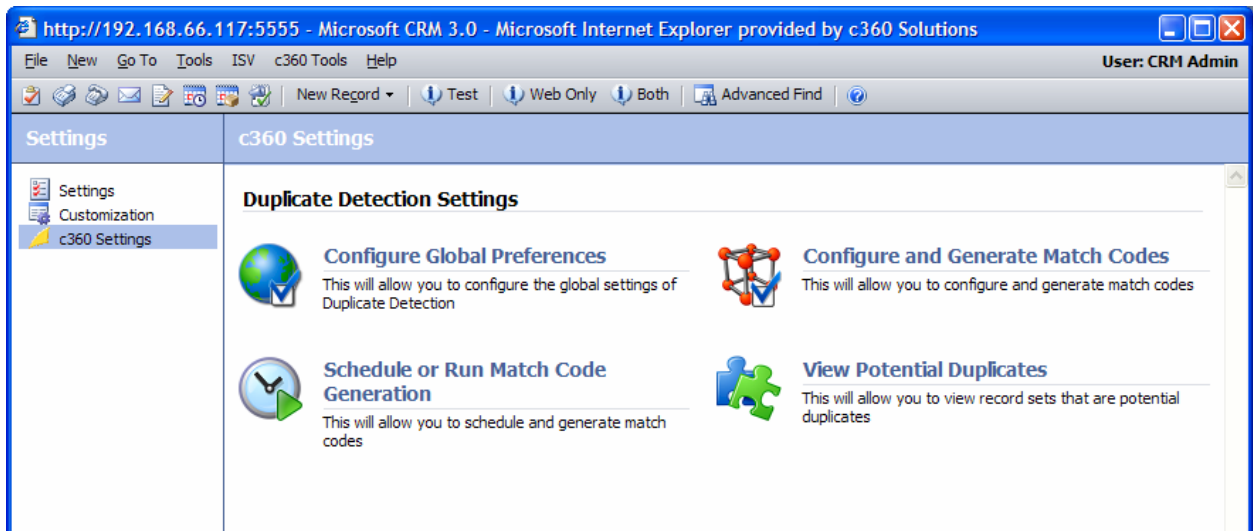 http://192.168.66.117:5555 - Microsoft CRM 3.0 - Microsoft Internet Explorer provided by c360 Solutions
File New Go To Tools ISV c360 Tools Help User: CRM Admin
New Record Test Web Only Both Advanced Find
Settings c360 Settings
Settings
Customization
c360 Settings
Duplicate Detection Settings
Configure Global Preferences
This will allow you to configure the global settings of
Duplicate Detection
Configure and Generate Match Codes
This will allow you to configure and generate match codes
Schedule or Run Match Code
Generation
This will allow you to schedule and generate match
codes
View Potential Duplicates
This will allow you to view record sets that are potential
duplicates